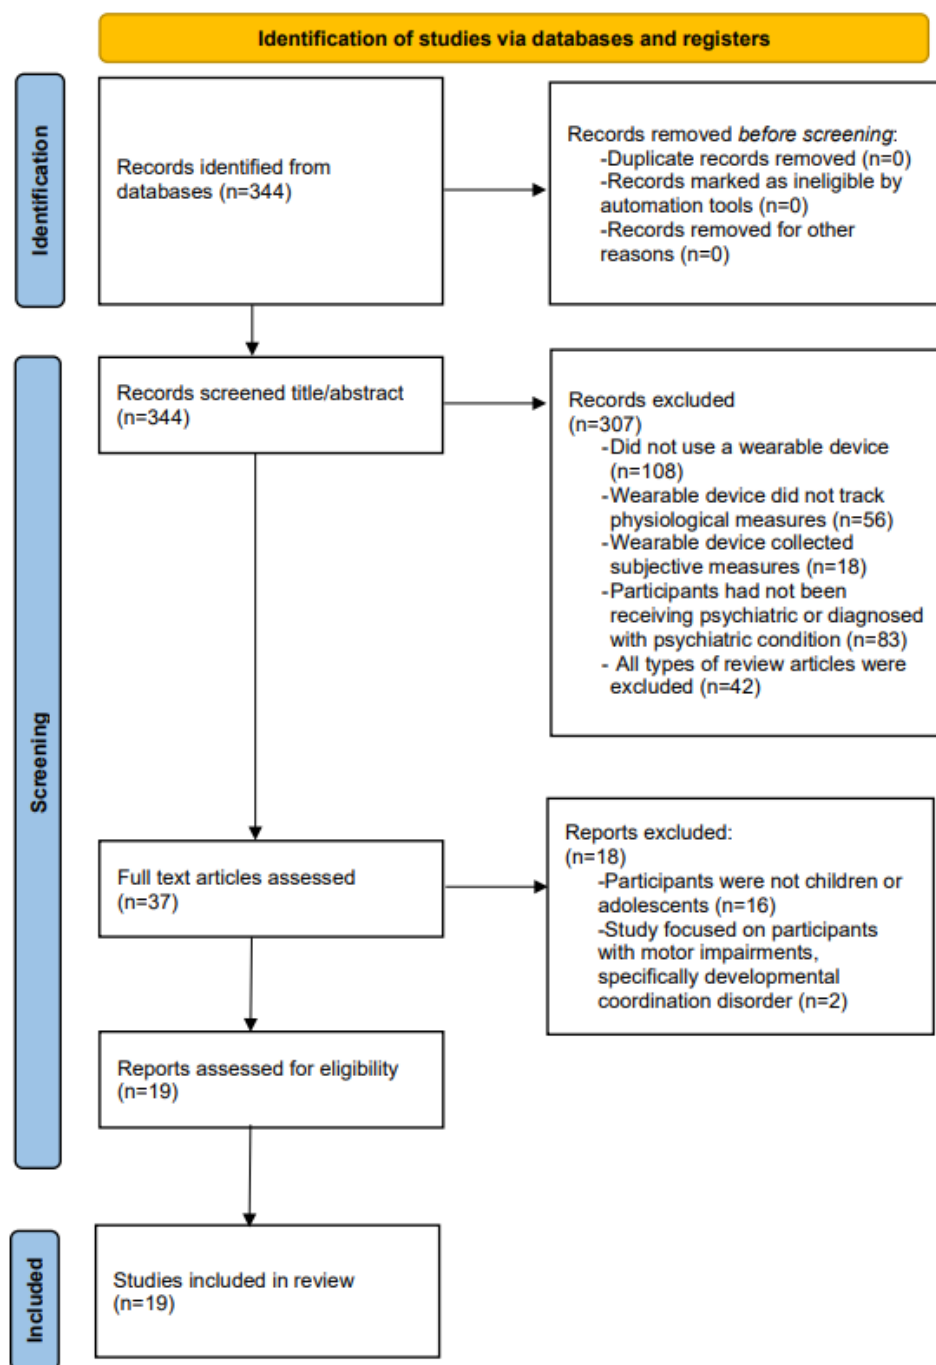 Identification of studies via databases and registers
Identification
Records identified from
databases (n=344)
Records removed before screening:
-Duplicate records removed (n=0)
-Records marked as ineligible by
automation tools (n=0)
-Records removed for other
reasons (n=0)
Screening
Records screened title/abstract
(n=344)
Records excluded
(n=307)
-Did not use a wearable device
(n=108)
-Wearable device did not track
physiological measures (n=56)
-Wearable device collected
subjective measures (n=18)
-Participants had not been
receiving psychiatric or diagnosed
with psychiatric condition (n=83)
- All types of review articles were
excluded (n=42)
Full text articles assessed
(n=37)
Reports excluded:
(n=18)
-Participants were not children or
adolescents (n=16)
-Study focused on participants
with motor impairments,
specifically developmental
coordination disorder (n=2)
Reports assessed for eligibility
(n=19)
Included
Studies included in review
(n=19)